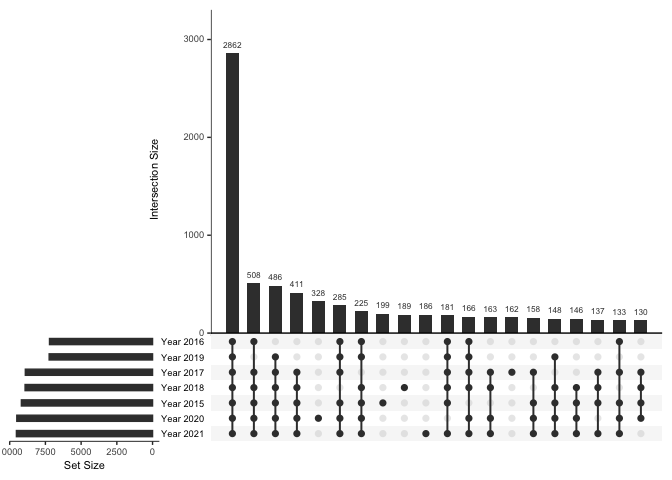 3000
2000
1000
0
Intersection Size
2862
508
486
411
328
285
225
199
189
186
181
166
163
162
158
148
146
137
133
130
Year 2016
Year 2019
Year 2017
Year 2018
Year 2015
Year 2020
Year 2021
0000 7500 5000 2500 0
Set Size